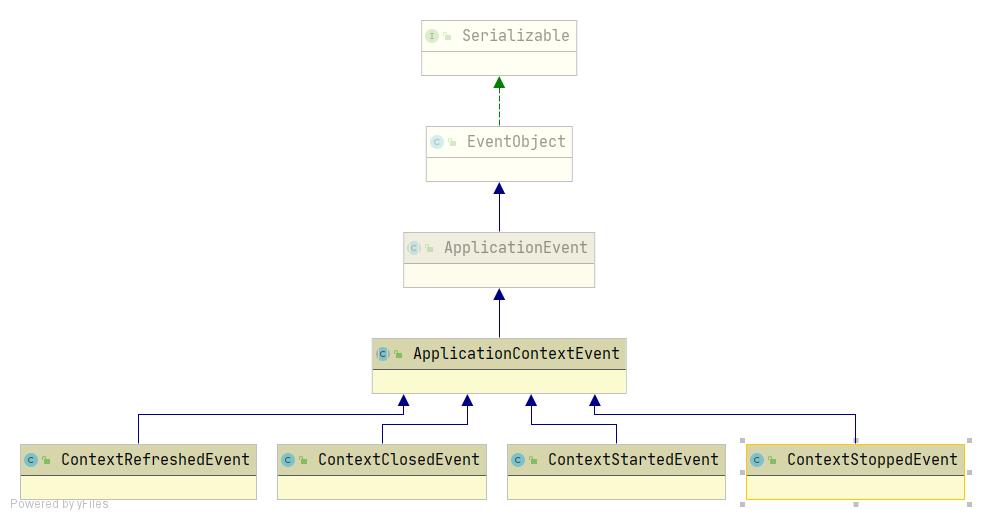 Serializable
EventObject
ApplicationEvent
ApplicationContextEvent
ContextRefreshedEvent
ContextClosedEvent
ContextStartedEvent
ContextStoppedEvent
Powered by yFiles